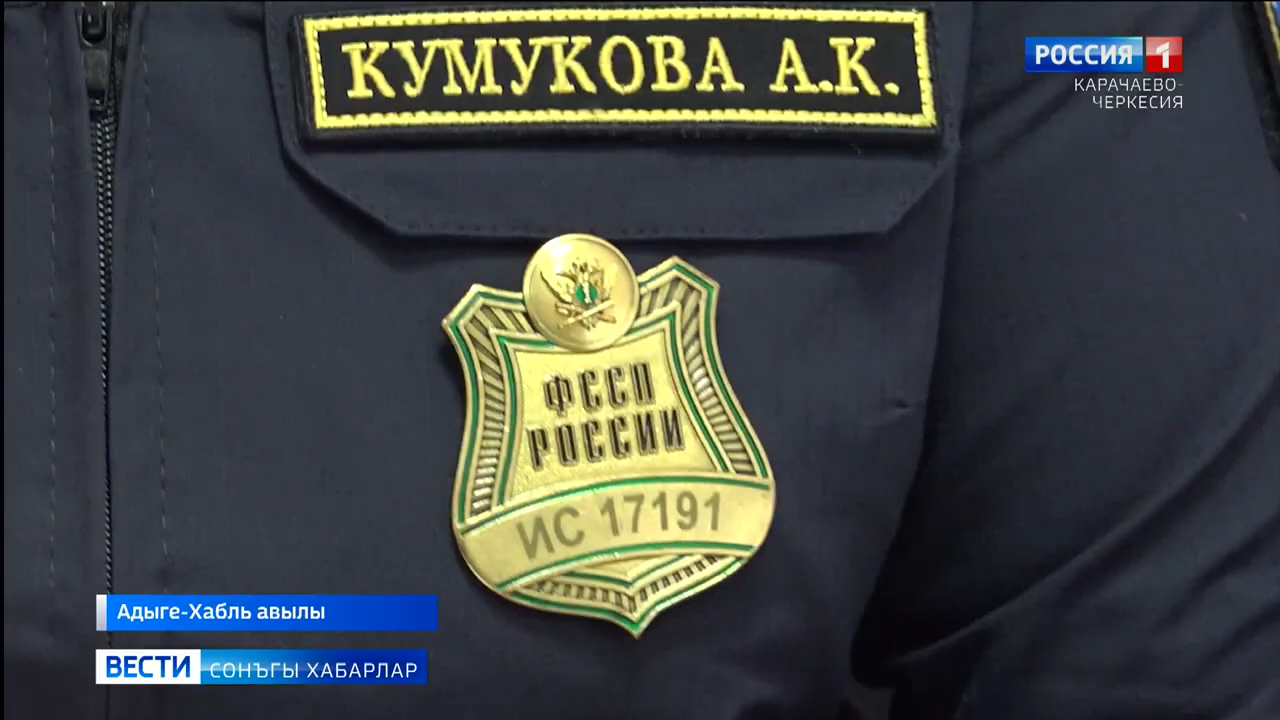 КУМУКОВА А.К.
РОССИЯ 1
КАРАЧАЕВО-
ЧЕРКЕСИЯ
ФССП
РОССИИ
ИС 17191
Адыге-Хабль авылы
ВЕСТИ СОНЪГЫ ХАБАРЛАР